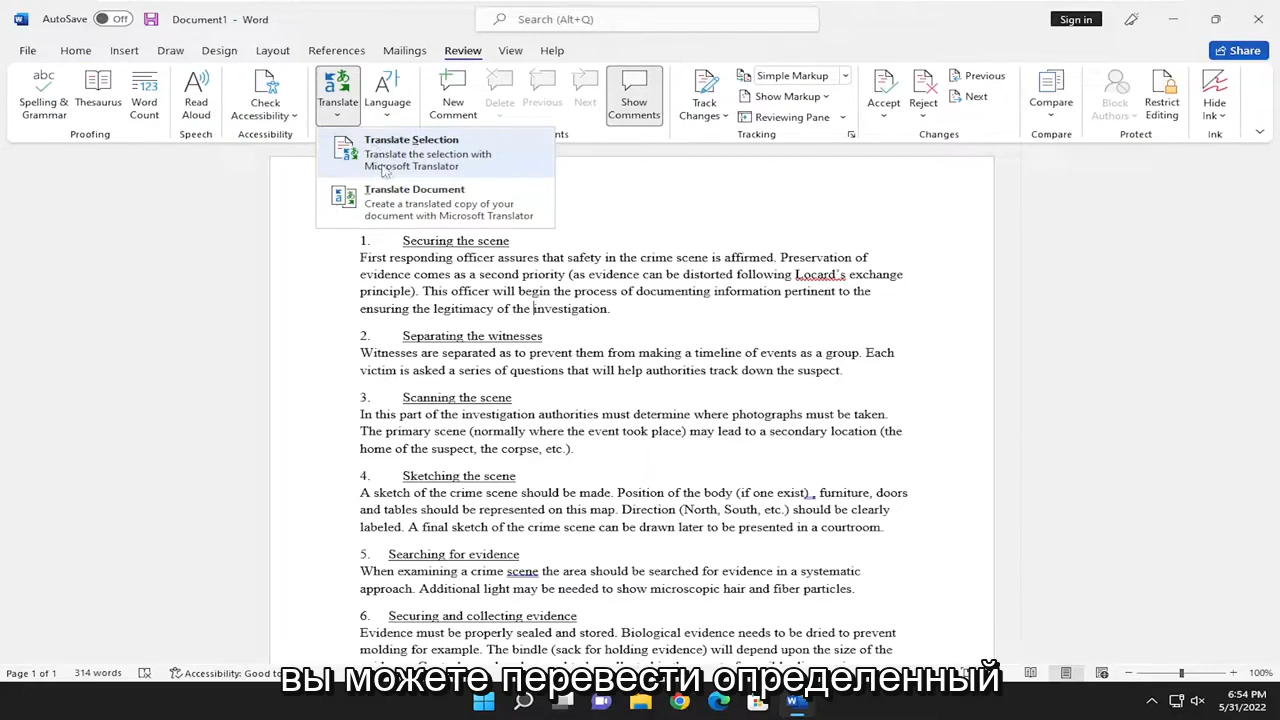 AutoSave Off Document1 - Word Search (Alt+Q) Sign in
File Home Insert Draw Design Layout References Mailings Review View Help Share
Spelling & Grammar
Thesaurus
Word Count
Proofing
Read Aloud
Speech
Check Accessibility
Accessibility
Translate
Language
New Comment
Delete
Previous
Next
Show Comments
Track Changes
Simple Markup
Show Markup
Reviewing Pane
Tracking
Accept
Reject
Previous
Next
Changes
Compare
Compare
Block Authors
Restrict Editing
Protect
Hide Ink
Ink
Translate Selection
Translate the selection with
Microsoft Translator
Translate Document
Create a translated copy of your
document with Microsoft Translator
1. Securing the scene
First responding officer assures that safety in the crime scene is affirmed. Preservation of
evidence comes as a second priority (as evidence can be distorted following Locard`s exchange
principle). This officer will begin the process of documenting information pertinent to the
ensuring the legitimacy of the investigation.
2. Separating the witnesses
Witnesses are separated as to prevent them from making a timeline of events as a group. Each
victim is asked a series of questions that will help authorities track down the suspect.
3. Scanning the scene
In this part of the investigation authorities must determine where photographs must be taken.
The primary scene (normally where the event took place) may lead to a secondary location (the
home of the suspect, the corpse, etc.).
4. Sketching the scene
A sketch of the crime scene should be made. Position of the body (if one exist) , furniture, doors
and tables should be represented on this map. Direction (North, South, etc.) should be clearly
labeled. A final sketch of the crime scene can be drawn later to be presented in a courtroom.
5. Searching for evidence
When examining a crime scene the area should be searched for evidence in a systematic
approach. Additional light may be needed to show microscopic hair and fiber particles.
6. Securing and collecting evidence
Evidence must be properly sealed and stored. Biological evidence needs to be dried to prevent
molding for example. The bindle (sack for holding evidence) will depend upon the size of the
Page 1 of 1 314 words Accessibility: Good to 100%
вы можете перевести определенный
6:54 PM
5/31/2022